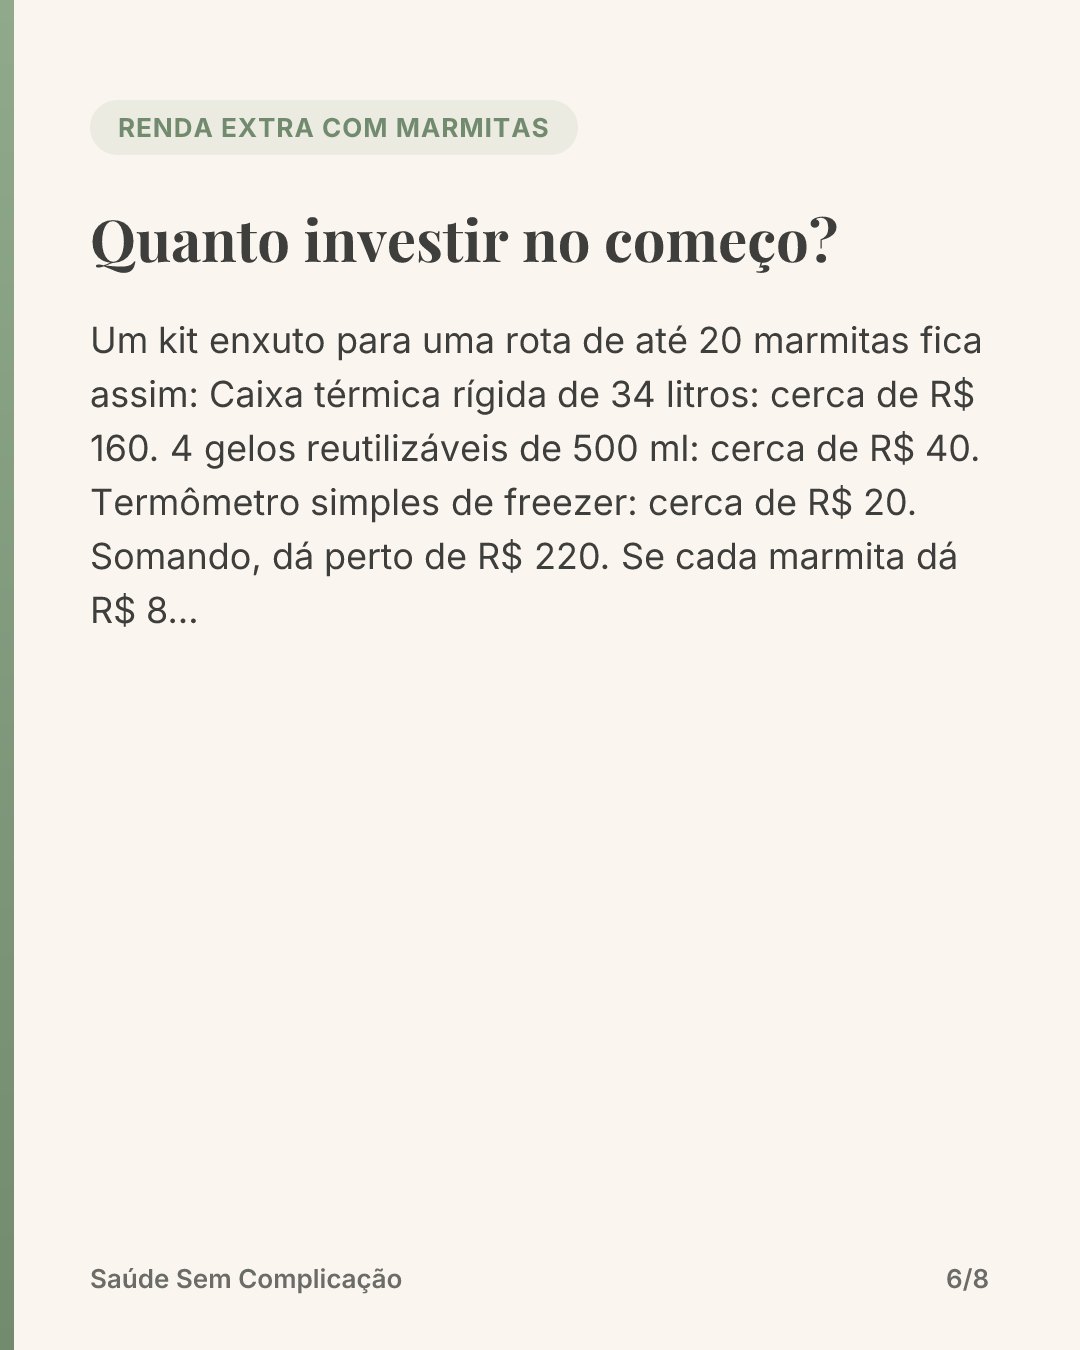 RENDA EXTRA COM MARMITAS
Quanto investir no começo?
Um kit enxuto para uma rota de até 20 marmitas fica
assim: Caixa térmica rígida de 34 litros: cerca de R$
160. 4 gelos reutilizáveis de 500 ml: cerca de R$ 40.
Termômetro simples de freezer: cerca de R$ 20.
Somando, dá perto de R$ 220. Se cada marmita dá
R$ 8...
Saúde Sem Complicação
6/8